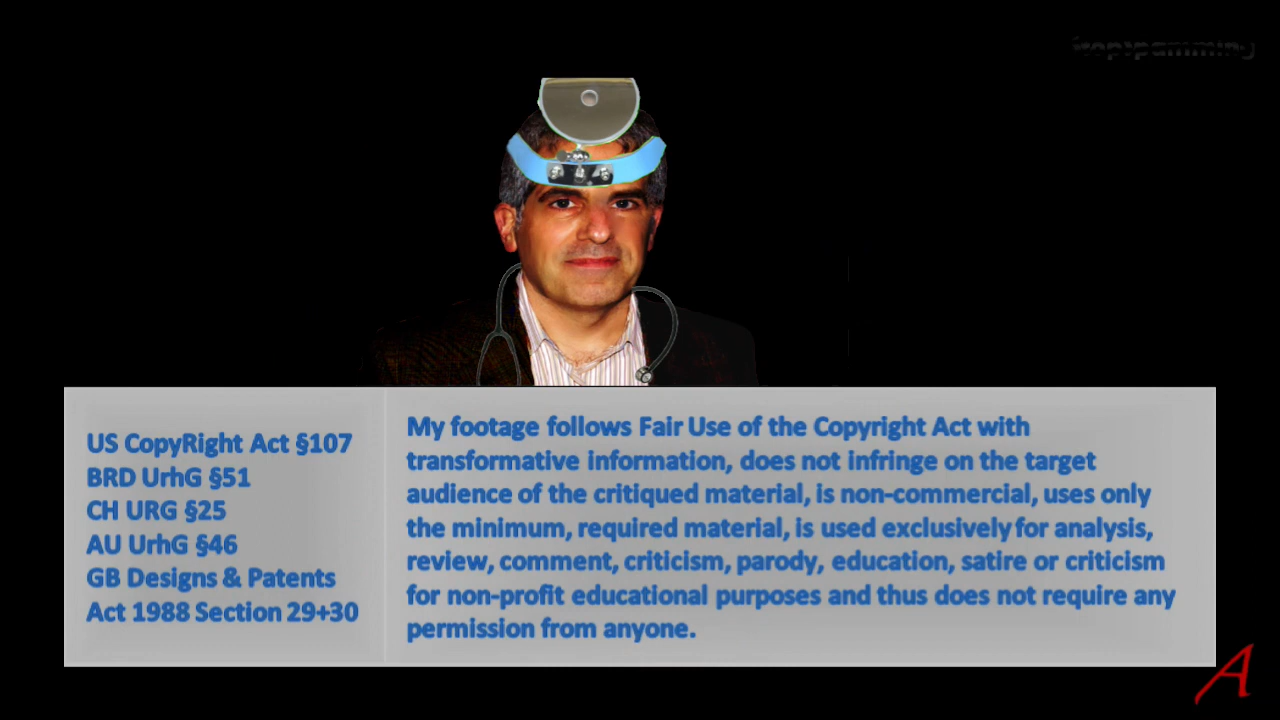 US CopyRight Act §107
BRD UrhG §51
CH URG §25
AU UrhG §46
GB Designs & Patents
Act 1988 Section 29+30
My footage follows Fair Use of the Copyright Act with
transformative information, does not infringe on the target
audience of the critiqued material, is non-commercial, uses only
the minimum, required material, is used exclusively for analysis,
review, comment, criticism, parody, education, satire or criticism
for non-profit educational purposes and thus does not require any
permission from anyone.
A